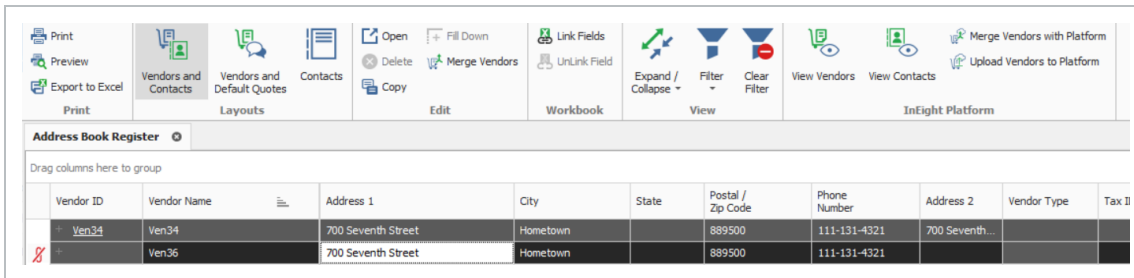 Print
Preview
Export to Excel
Print
Vendors and Contacts
Vendors and Default Quotes
Contacts
Layouts
Open
Delete
Copy
Fill Down
Merge Vendors
Edit
Link Fields
UnLink Field
Workbook
Expand / Collapse
Filter
Clear Filter
View
View Vendors
View Contacts
Merge Vendors with Platform
Upload Vendors to Platform
InEight Platform
Address Book Register
Drag columns here to group
Vendor ID Vendor Name Address 1 City State Postal / Zip Code Phone Number Address 2 Vendor Type Tax I
Ven34 Ven34 700 Seventh Street Hometown 889500 111-131-4321 700 Seventh...
Ven36 700 Seventh Street Hometown 889500 111-131-4321